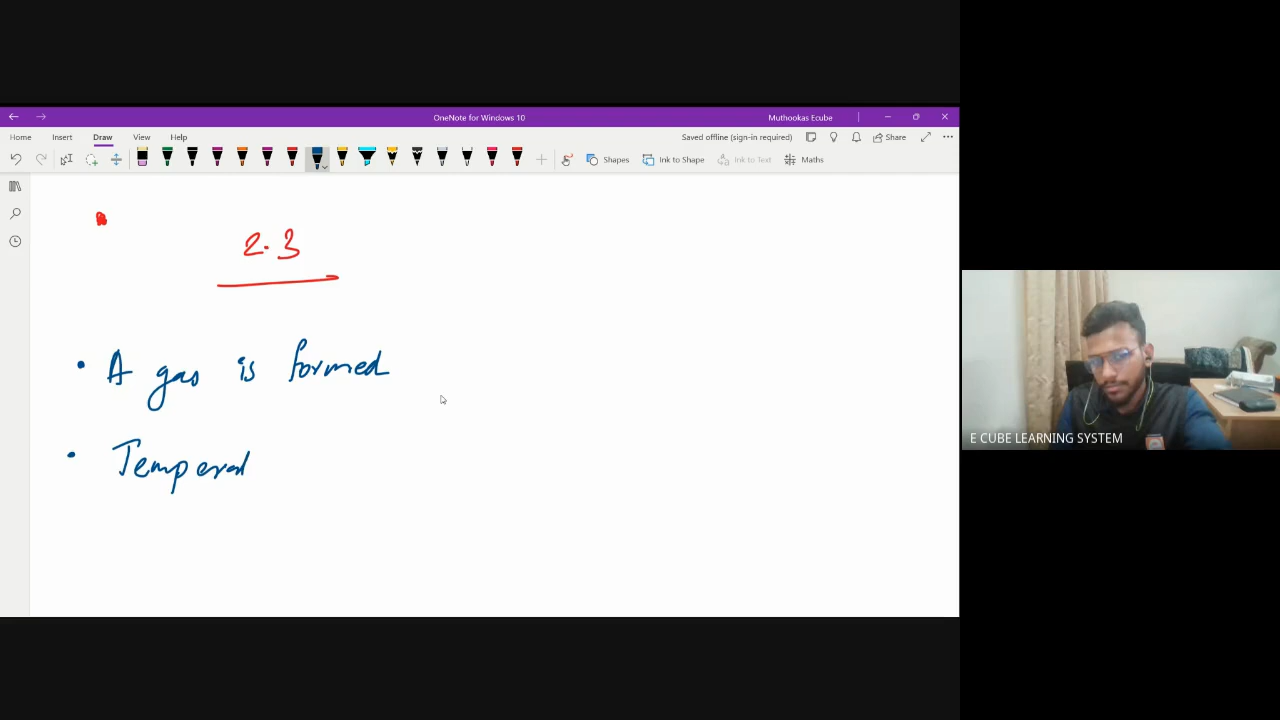 OneNote for Windows 10
Muthookas Ecube
Home Insert Draw View Help
Saved offline (sign-in required)
Share
Shapes
Ink to Shape
Ink to Text
Maths
2.3
• A gas is formed
• Temperat
E CUBE LEARNING SYSTEM